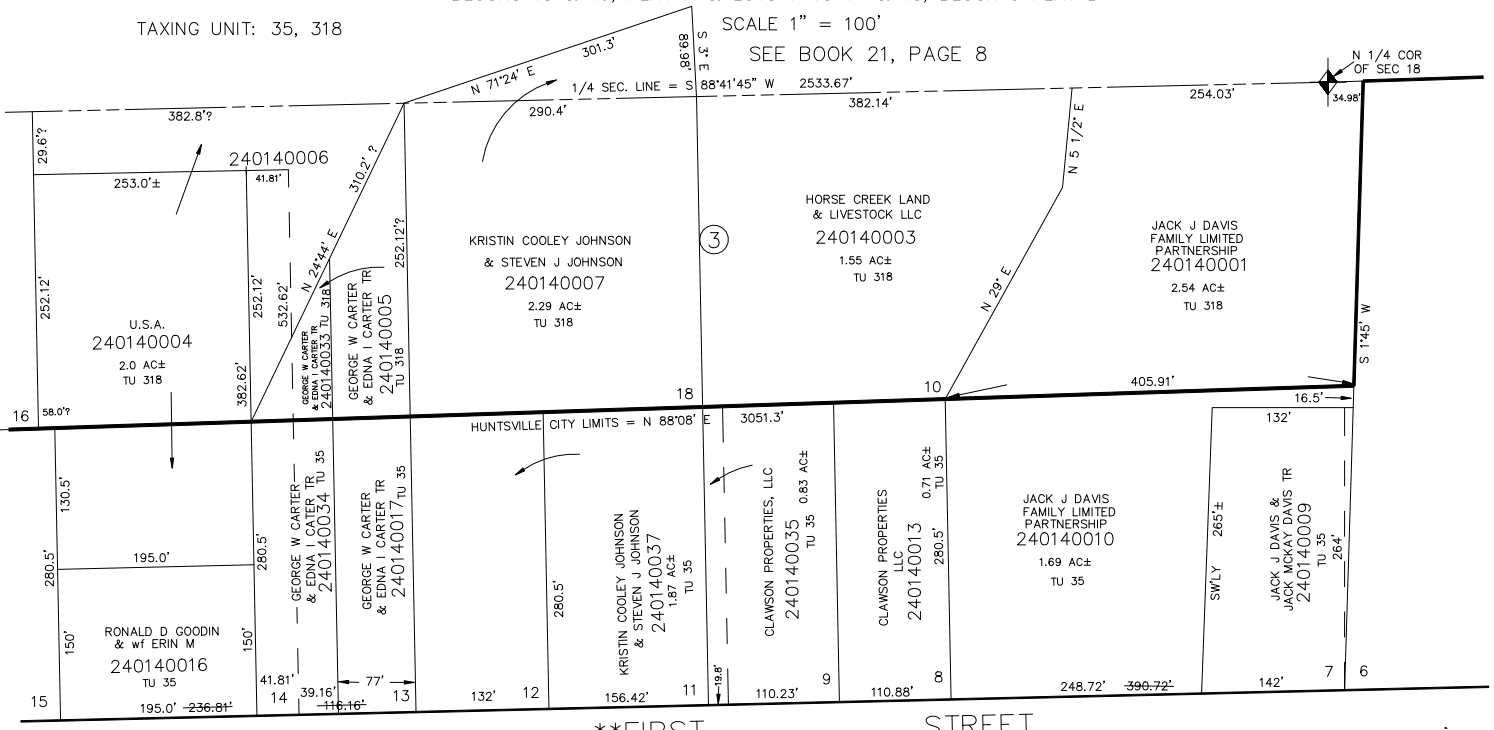 TAXING UNIT: 35, 318
SCALE 1" = 100'
SEE BOOK 21, PAGE 8
N 1/4 COR
OF SEC 18
301.3'
N 71°24' E
89.98'
S 3° E
1/4 SEC. LINE = S 88°41'45" W 2533.67'
382.8'?
290.4'
382.14'
254.03'
34.98'
29.6'?
240140006
253.0'±
41.81'
310.2' ?
N 24°44' E
252.12'?
N 5 1/2° E
N 29° E
S 1°45' W
252.12'
252.12'
532.62'
382.62'
U.S.A.
240140004
2.0 AC±
TU 318
GEORGE W CARTER
& EDNA I CARTER TR
240140033 TU 318
GEORGE W CARTER
& EDNA I CARTER TR
240140005
TU 318
KRISTIN COOLEY JOHNSON
& STEVEN J JOHNSON
240140007
2.29 AC±
TU 318
3
HORSE CREEK LAND
& LIVESTOCK LLC
240140003
1.55 AC±
TU 318
JACK J DAVIS
FAMILY LIMITED
PARTNERSHIP
240140001
2.54 AC±
TU 318
16
58.0'?
18
10
405.91'
16.5'
HUNTSVILLE CITY LIMITS = N 88°08' E 3051.3'
132'
130.5'
280.5'
195.0'
280.5'
150'
150'
RONALD D GOODIN
& wf ERIN M
240140016
TU 35
GEORGE W CARTER
& EDNA I CATER TR
240140034 TU 35
GEORGE W CARTER
& EDNA I CARTER TR
240140017 TU 35
280.5'
KRISTIN COOLEY JOHNSON
& STEVEN J JOHNSON
240140037
1.87 AC±
TU 35
CLAWSON PROPERTIES, LLC
240140035
TU 35 0.83 AC±
CLAWSON PROPERTIES
LLC
240140013
0.71 AC±
TU 35
280.5'
JACK J DAVIS
FAMILY LIMITED
PARTNERSHIP
240140010
1.69 AC±
TU 35
SW'LY 265'±
JACK J DAVIS &
JACK MCKAY DAVIS TR
240140009
TU 35
264'
15
195.0' 236.81'
41.81'
14
39.16'
116.16'
77'
13
132'
12
156.42'
11
19.8'
110.23'
9
110.88'
8
248.72' 390.72'
142'
7
6
**FIRST STREET